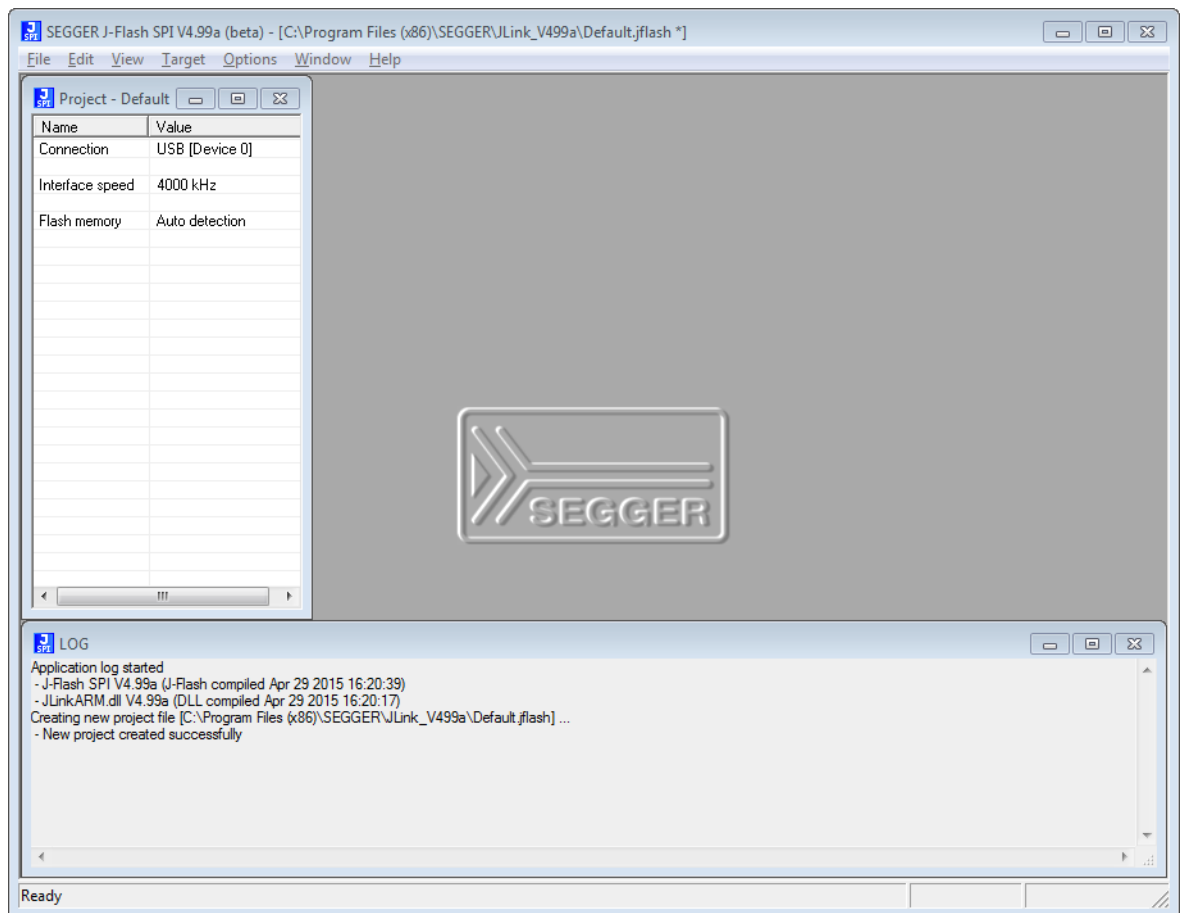 SEGGER J-Flash SPI V4.99a (beta) - [C:\Program Files (x86)\SEGGER\JLink_V499a\Default.jflash *]
File Edit View Target Options Window Help
Project - Default
Name Value
Connection USB [Device 0]
Interface speed 4000 kHz
Flash memory Auto detection
SEGGER
LOG
Application log started
- J-Flash SPI V4.99a (J-Flash compiled Apr 29 2015 16:20:39)
- JLinkARM.dll V4.99a (DLL compiled Apr 29 2015 16:20:17)
Creating new project file [C:\Program Files (x86)\SEGGER\JLink_V499a\Default.jflash] ...
- New project created successfully
Ready